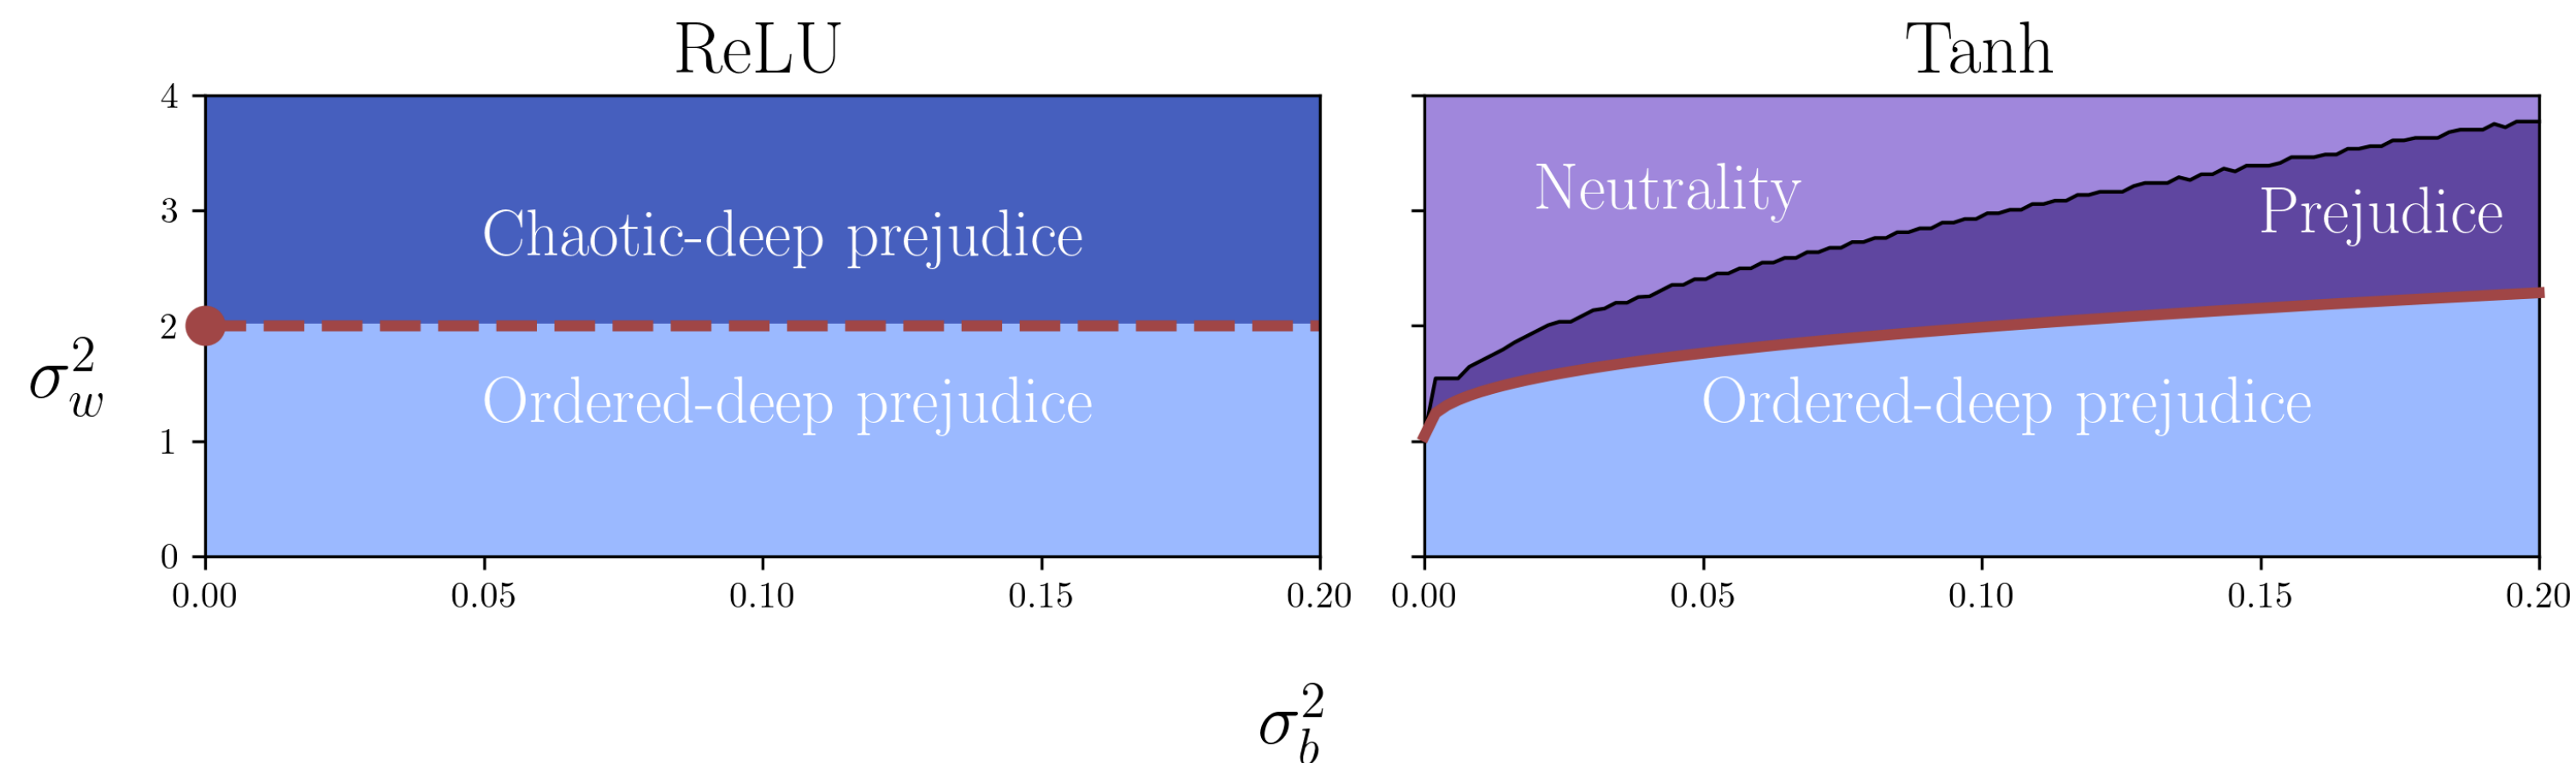 ReLU
Tanh
4
3
2
1
0
σ_w^2
Chaotic-deep prejudice
Ordered-deep prejudice
0.00 0.05 0.10 0.15 0.20
Neutrality
Prejudice
Ordered-deep prejudice
0.00 0.05 0.10 0.15 0.20
σ_b^2